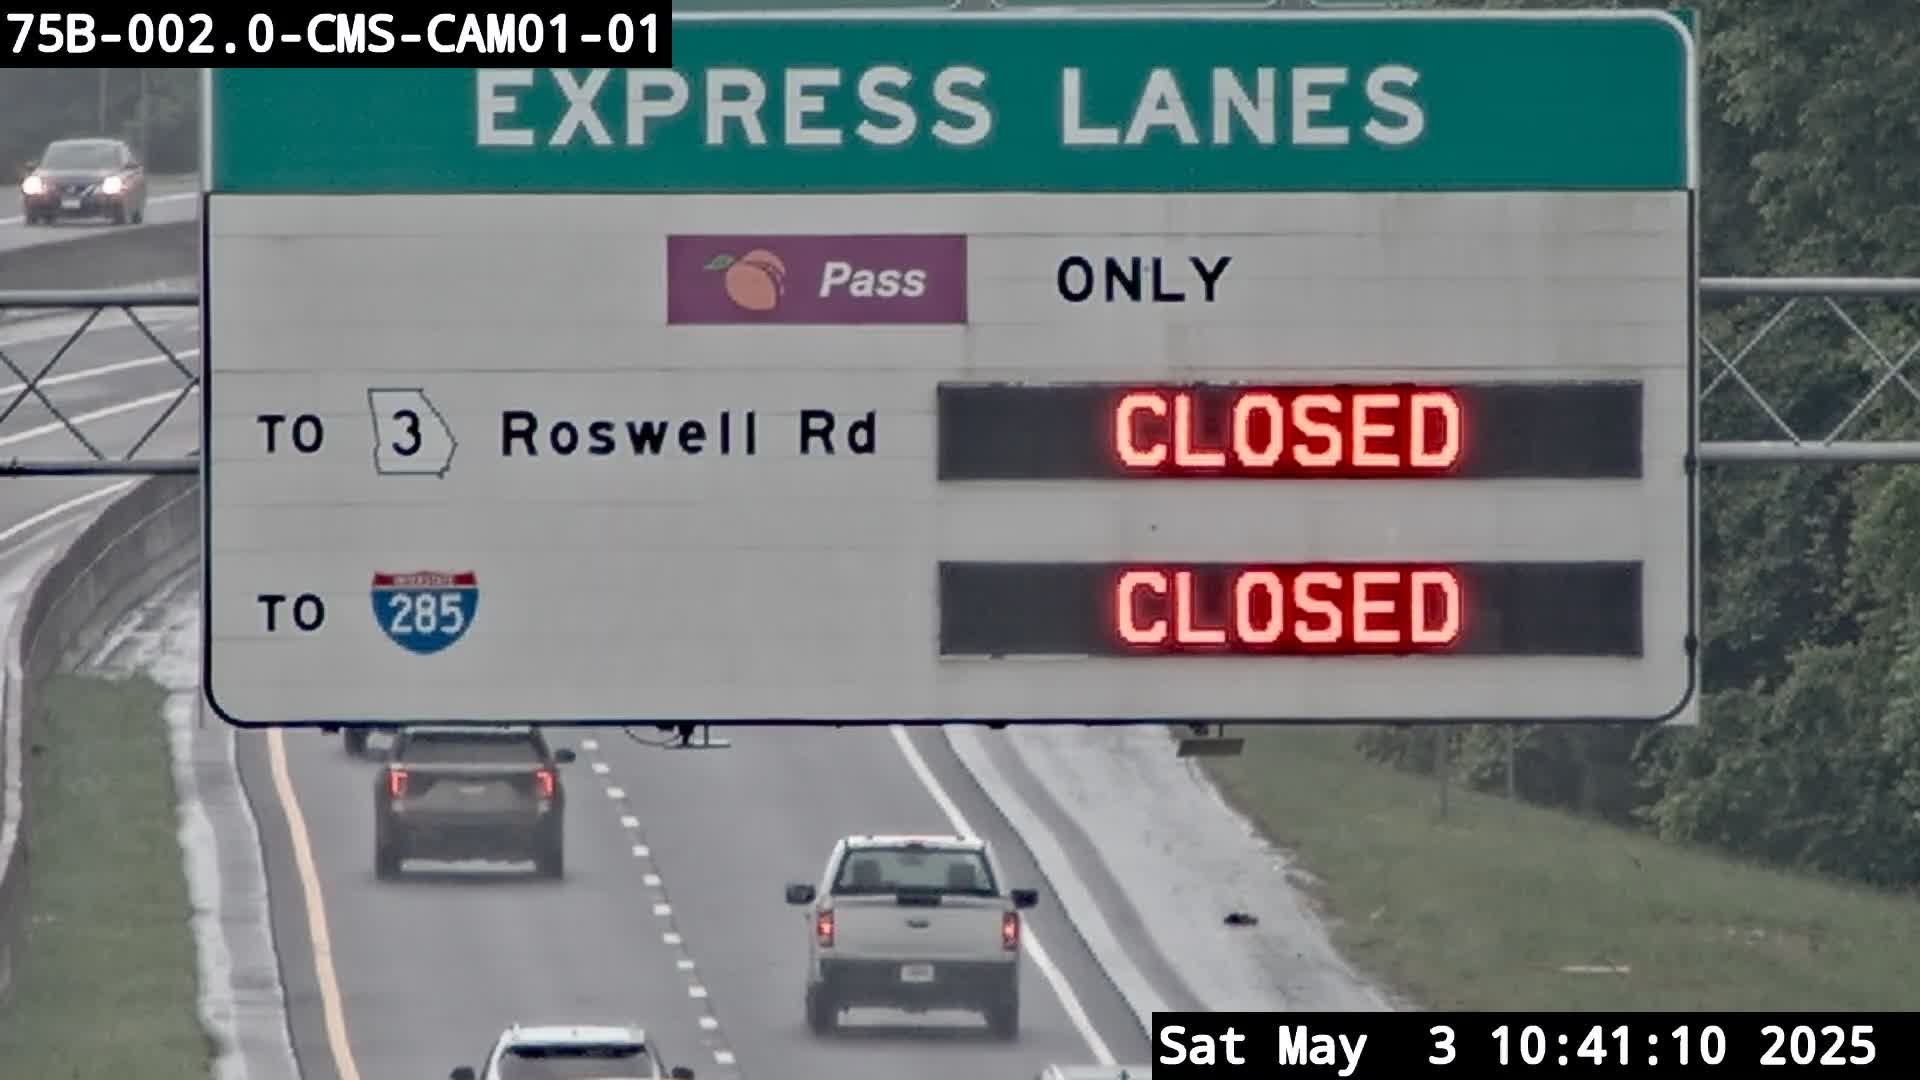 75B-002.0-CMS-CAM01-01
EXPRESS LANES
Pass ONLY
TO 3 Roswell Rd CLOSED
TO INTERSTATE 285 CLOSED
Sat May 3 10:41:10 2025